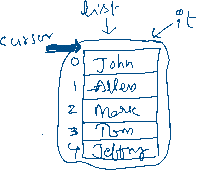 list
it
cursor
0 John
1 Allen
2 Mark
3 Tom
4 Jeffrey